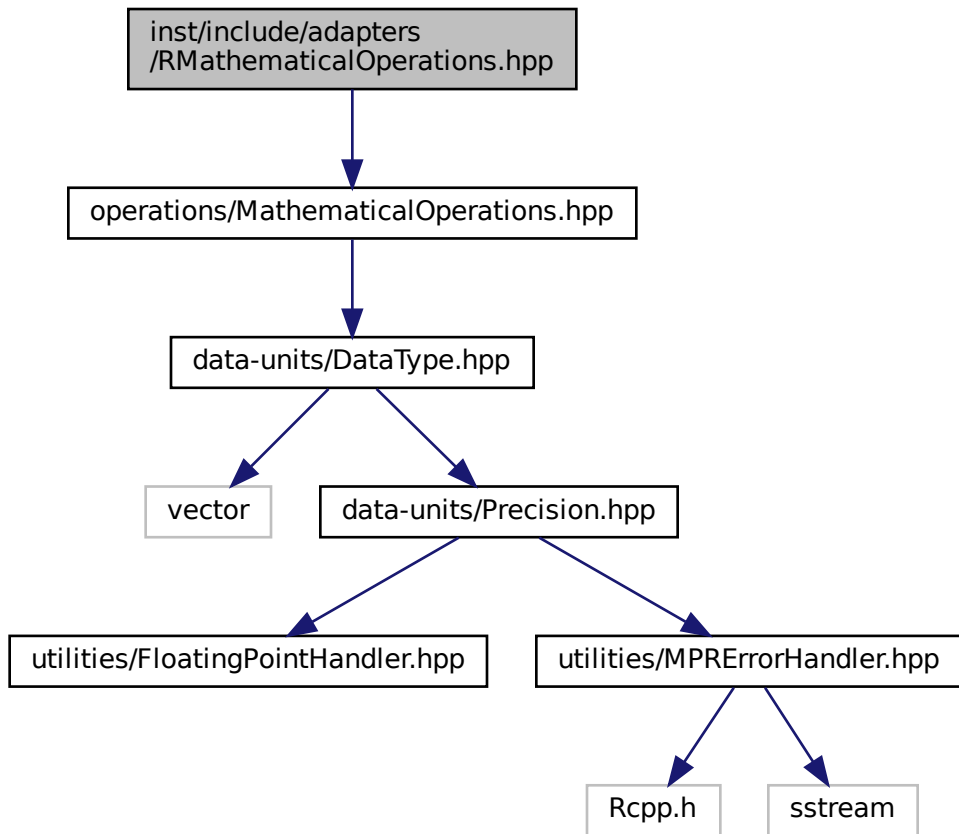 inst/include/adapters
/RMathematicalOperations.hpp
operations/MathematicalOperations.hpp
data-units/DataType.hpp
vector
data-units/Precision.hpp
utilities/FloatingPointHandler.hpp
utilities/MPRErrorHandler.hpp
Rcpp.h
sstream